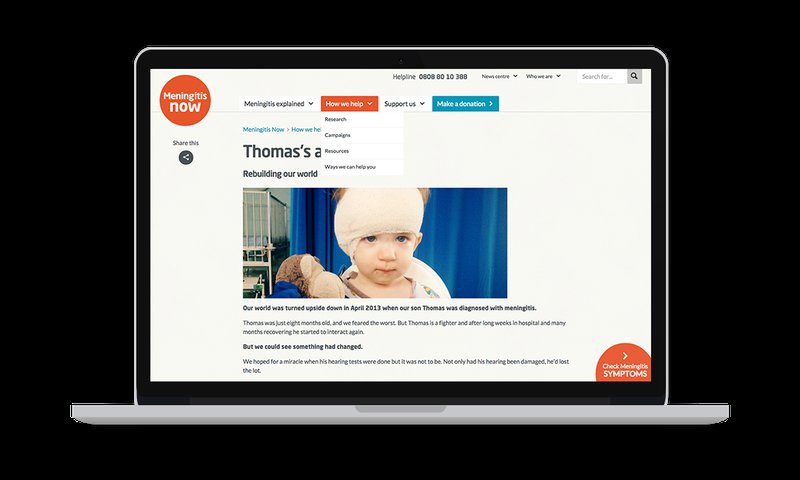 Meningitis
now
Helpline 0808 80 10 388
News centre
Who we are
Search for...
Meningitis explained
How we help
Support us
Make a donation
Share this
Research
Campaigns
Resources
Ways we can help you
Meningitis Now > How we hel
Thomas's a
Rebuilding our world
Our world was turned upside down in April 2013 when our son Thomas was diagnosed with meningitis.
Thomas was just eight months old, and we feared the worst. But Thomas is a fighter and after long weeks in hospital and many
months recovering he started to interact again.
But we could see something had changed.
We hoped for a miracle when his hearing tests were done but it was not to be. Not only had his hearing been damaged, he'd lost
the lot.
Check Meningitis
SYMPTOMS